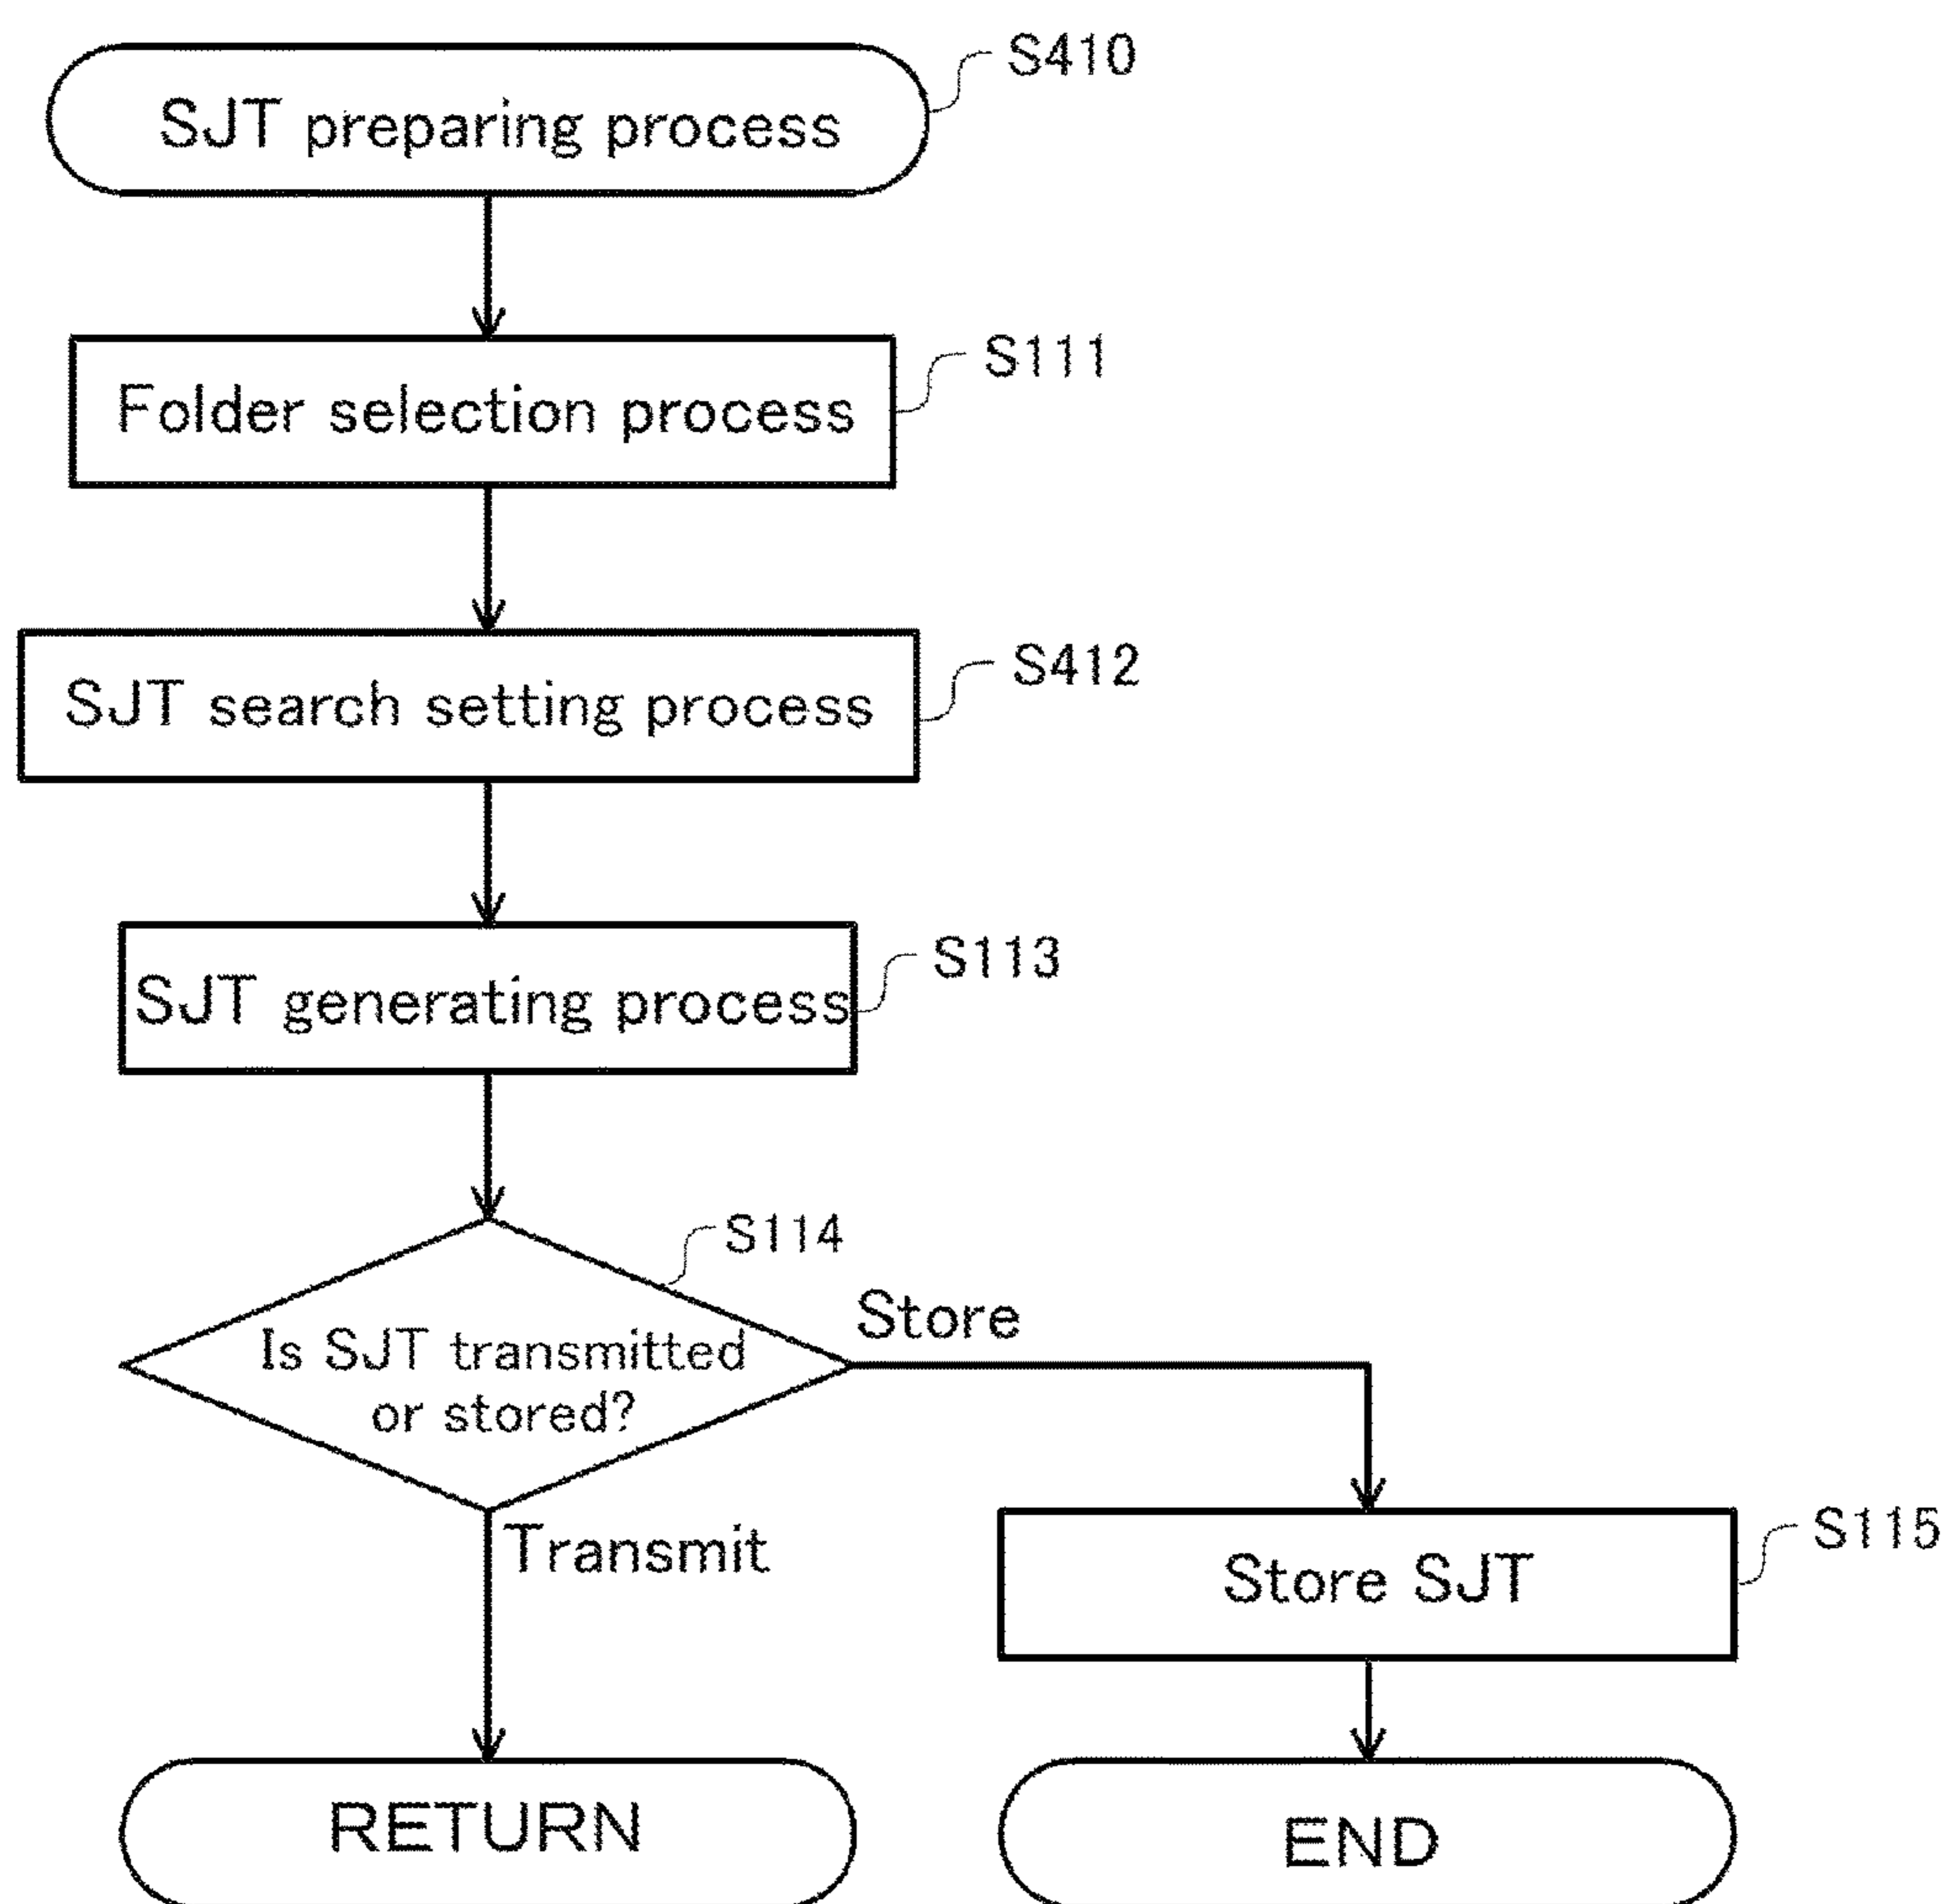 SJT preparing process
S410
Folder selection process
S111
SJT search setting process
S412
SJT generating process
S113
S114
Is SJT transmitted
or stored?
Store
Transmit
Store SJT
S115
RETURN
END